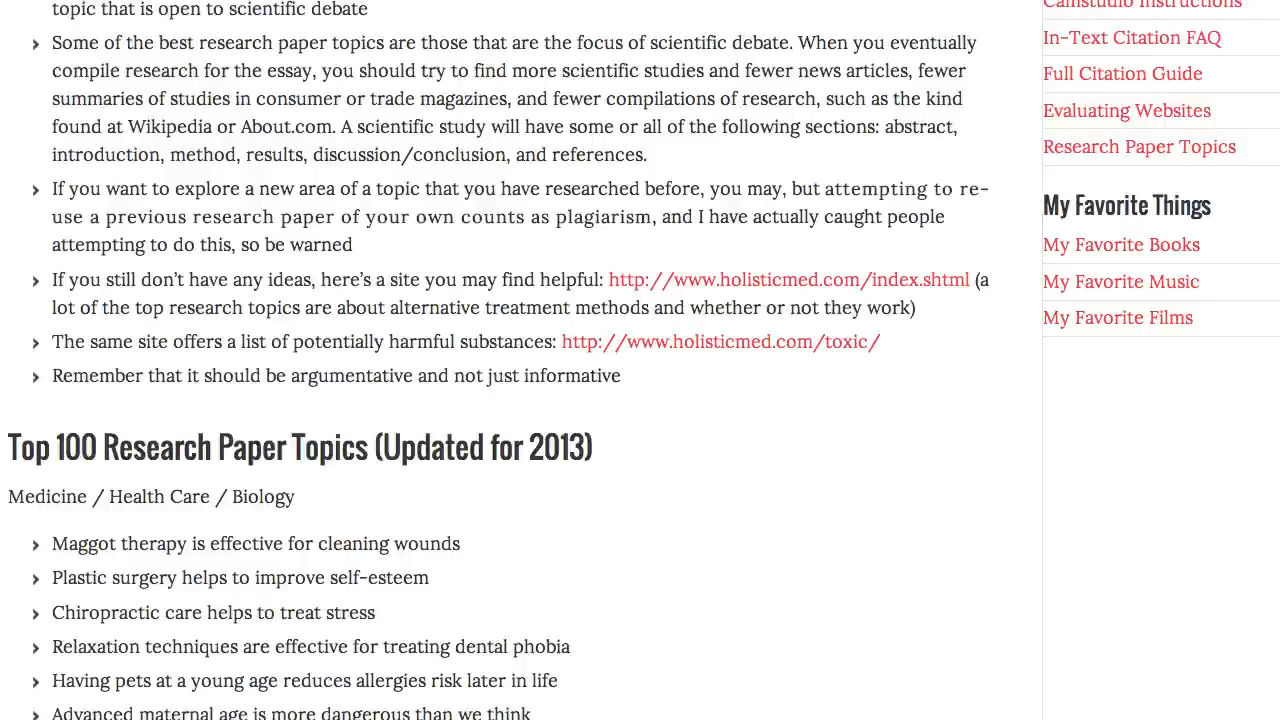 topic that is open to scientific debate
Some of the best research paper topics are those that are the focus of scientific debate. When you eventually
compile research for the essay, you should try to find more scientific studies and fewer news articles, fewer
summaries of studies in consumer or trade magazines, and fewer compilations of research, such as the kind
found at Wikipedia or About.com. A scientific study will have some or all of the following sections: abstract,
introduction, method, results, discussion/conclusion, and references.
If you want to explore a new area of a topic that you have researched before, you may, but attempting to re-
use a previous research paper of your own counts as plagiarism, and I have actually caught people
attempting to do this, so be warned
If you still don't have any ideas, here's a site you may find helpful: http://www.holisticmed.com/index.shtml (a
lot of the top research topics are about alternative treatment methods and whether or not they work)
The same site offers a list of potentially harmful substances: http://www.holisticmed.com/toxic/
Remember that it should be argumentative and not just informative
Top 100 Research Paper Topics (Updated for 2013)
Medicine / Health Care / Biology
Maggot therapy is effective for cleaning wounds
Plastic surgery helps to improve self-esteem
Chiropractic care helps to treat stress
Relaxation techniques are effective for treating dental phobia
Having pets at a young age reduces allergies risk later in life
Advanced maternal age is more dangerous than we think
Camstudio Instructions
In-Text Citation FAQ
Full Citation Guide
Evaluating Websites
Research Paper Topics
My Favorite Things
My Favorite Books
My Favorite Music
My Favorite Films